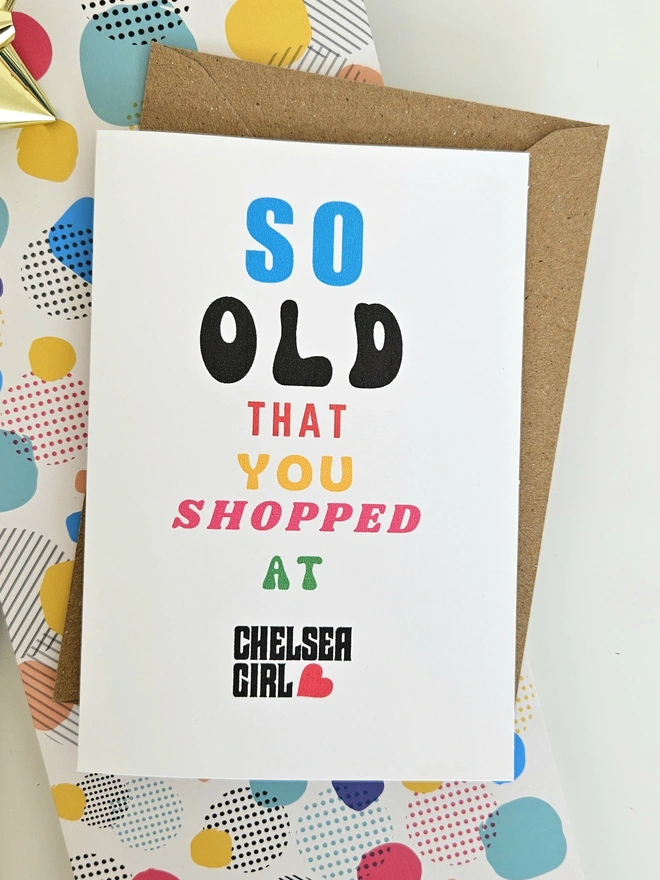 SO
OLD
THAT
YOU
SHOPPED
AT
CHELSEA
GIRL